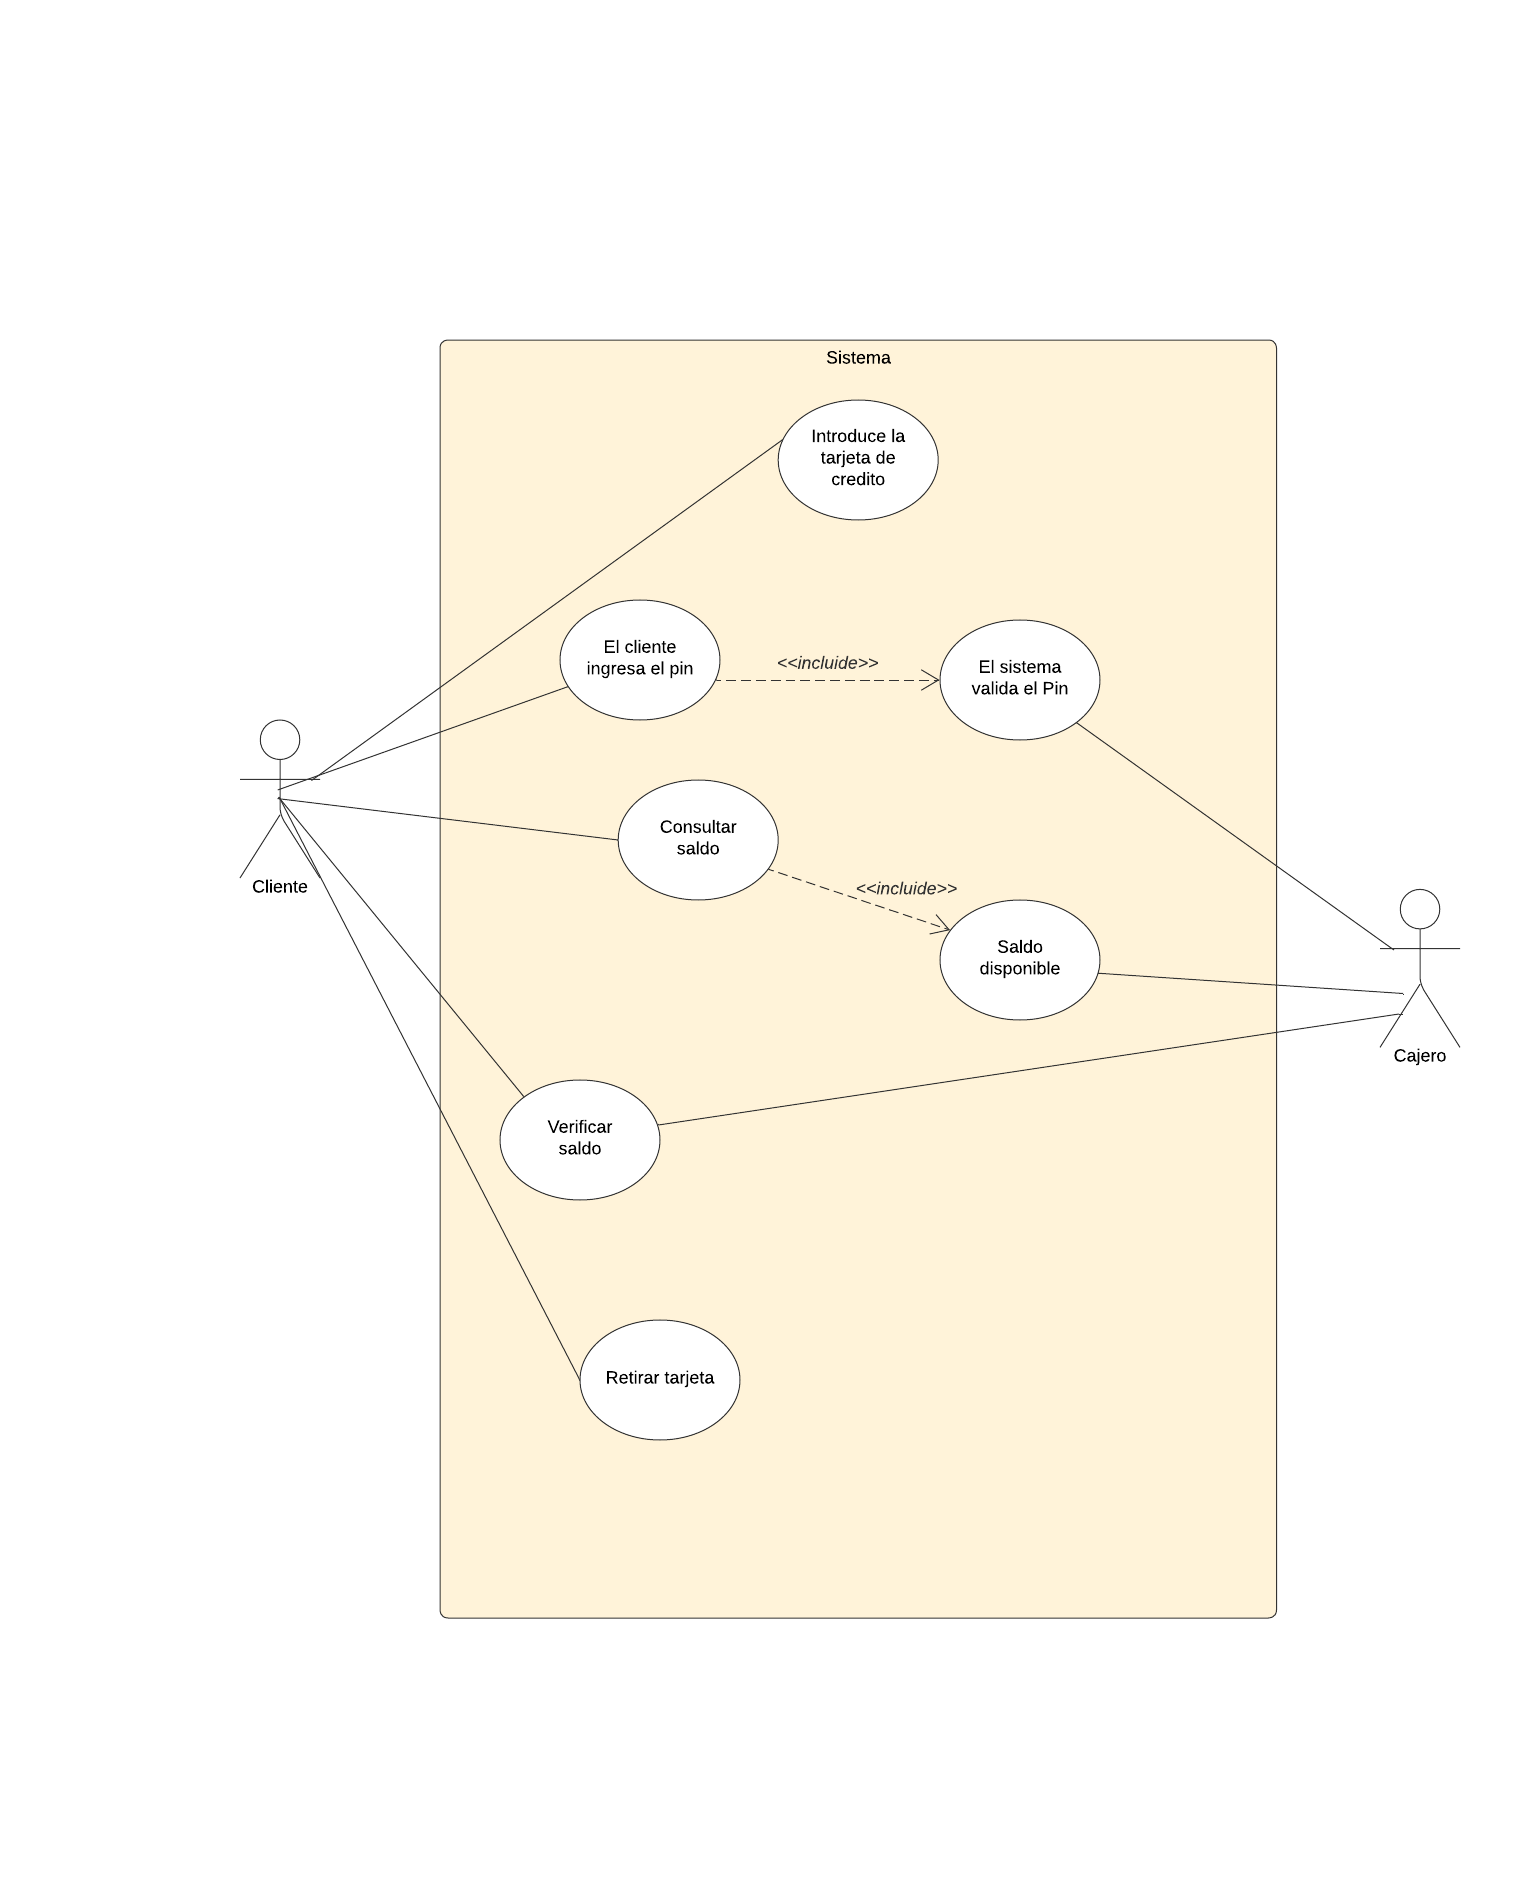 Sistema
Introduce la
tarjeta de
credito
El cliente
ingresa el pin
<<incluide>>
El sistema
valida el Pin
Consultar
saldo
Cliente
<<incluide>>
Saldo
disponible
Cajero
Verificar
saldo
Retirar tarjeta